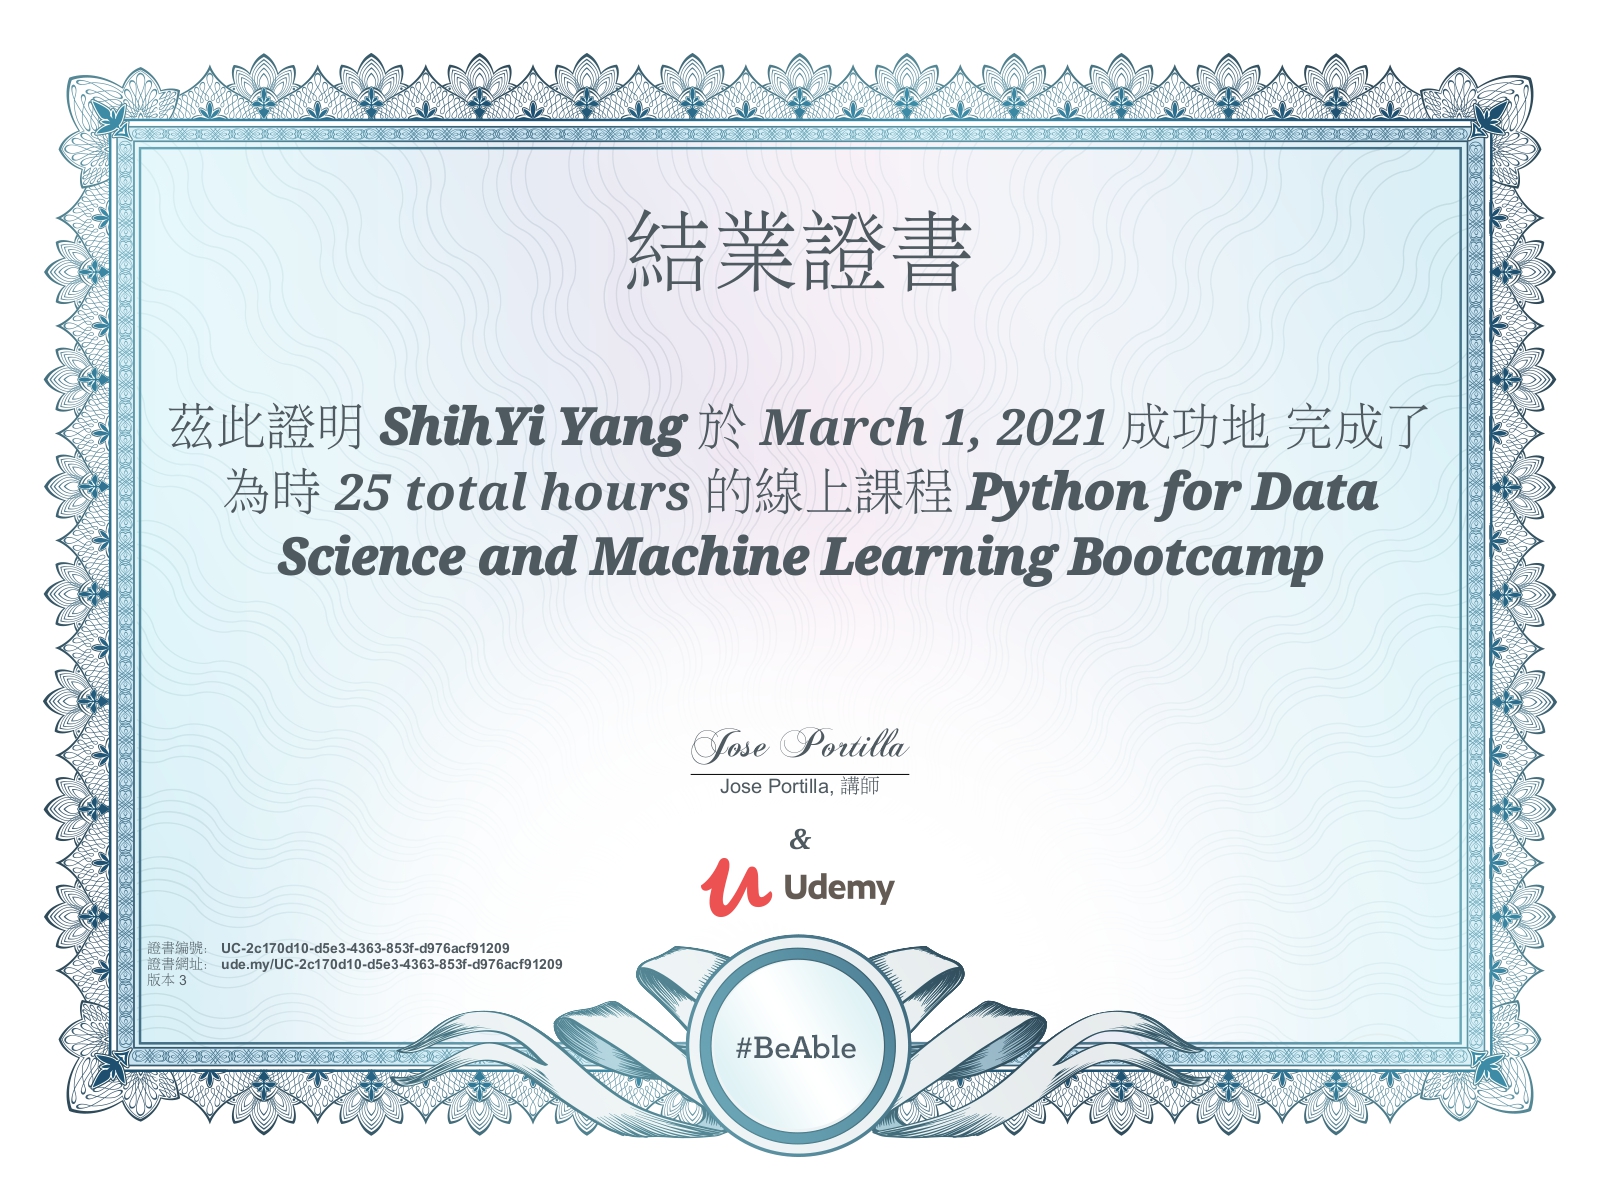 結業證書
茲此證明 ShihYi Yang 於 March 1, 2021 成功地 完成了
為時 25 total hours 的線上課程 Python for Data
Science and Machine Learning Bootcamp
Jose Portilla
Jose Portilla, 講師
&
Udemy
證書編號: UC-2c170d10-d5e3-4363-853f-d976acf91209
證書網址: ude.my/UC-2c170d10-d5e3-4363-853f-d976acf91209
版本 3
#BeAble